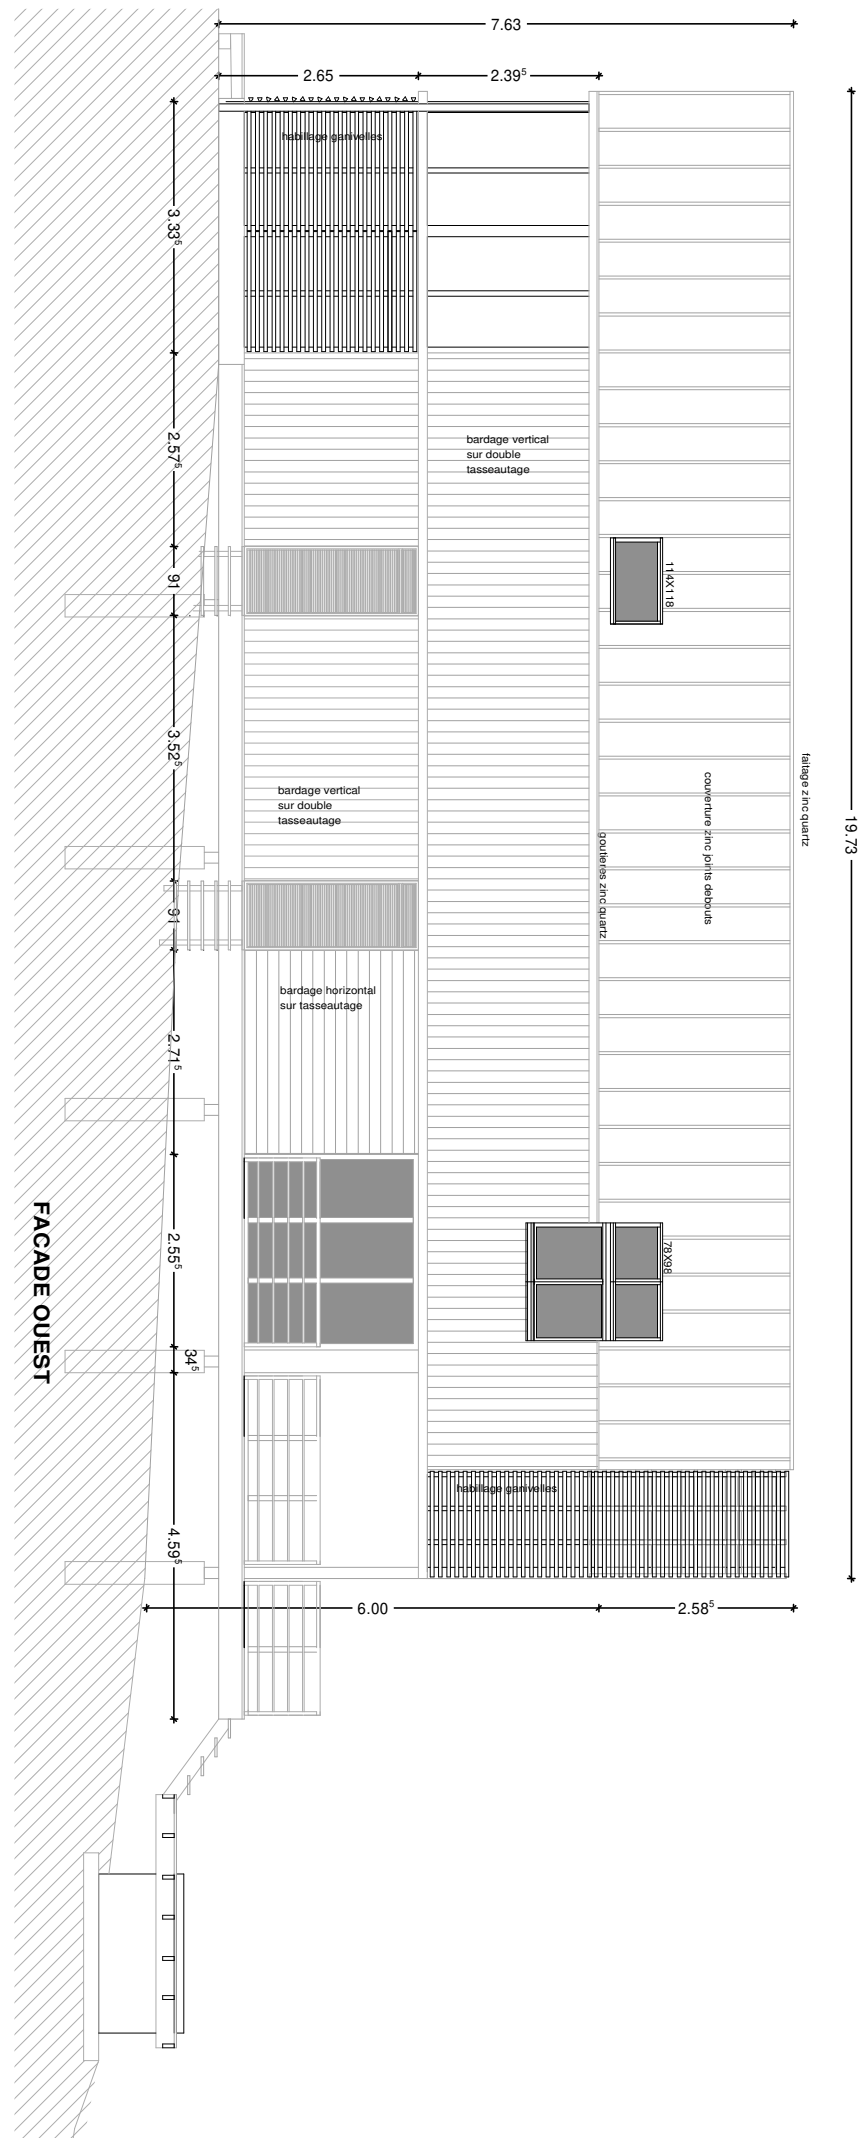 7.63
2.65
2.39⁵
habillage ganivelles
3.33⁵
2.57⁵
bardage vertical
sur double
tasseautage
91
114X118
3.52⁵
bardage vertical
sur double
tasseautage
faitage zinc quartz
couverture zinc joints debouts
goutieres zinc quartz
19.73
91
bardage horizontal
sur tasseautage
2.71⁵
2.55⁵
78X98
FACADE OUEST
34⁵
habillage ganivelles
4.59⁵
6.00
2.58⁵